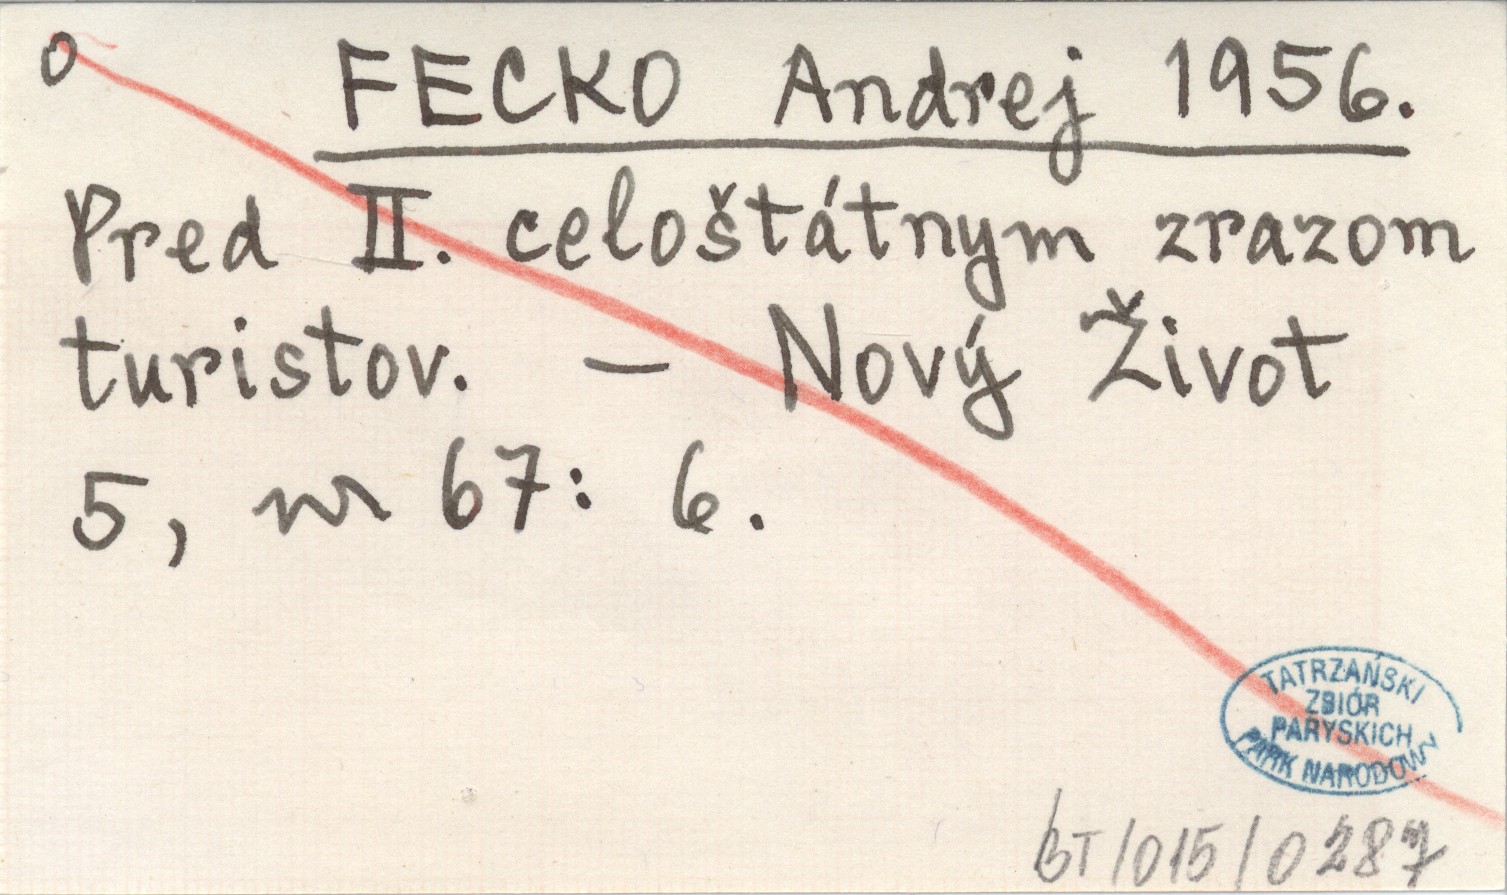 o FECKO Andrej 1956.
Pred II. celoštátnym zrazom
turistov. — Nový Život
5, nr 67: 6.
TATRZAŃSKI
ZBIÓR
PARYSKICH
PARK NARODOWY
BT/015/0287